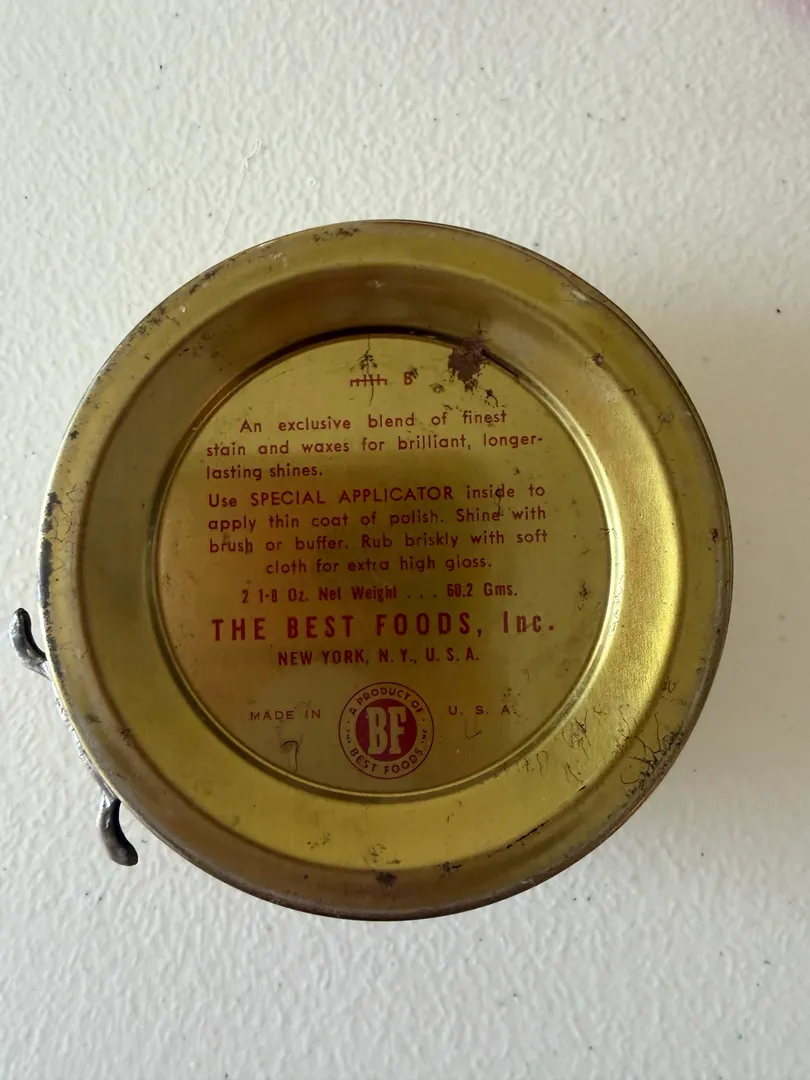 B
An exclusive blend of finest
stain and waxes for brilliant, longer-
lasting shines.
Use SPECIAL APPLICATOR inside to
apply thin coat of polish. Shine with
brush or buffer. Rub briskly with soft
cloth for extra high gloss.
2 1-8 Oz. Net Weight . . . 60.2 Gms.
THE BEST FOODS, Inc.
NEW YORK, N. Y., U. S. A.
MADE IN U. S. A.
A PRODUCT OF
BF
THE BEST FOODS INC